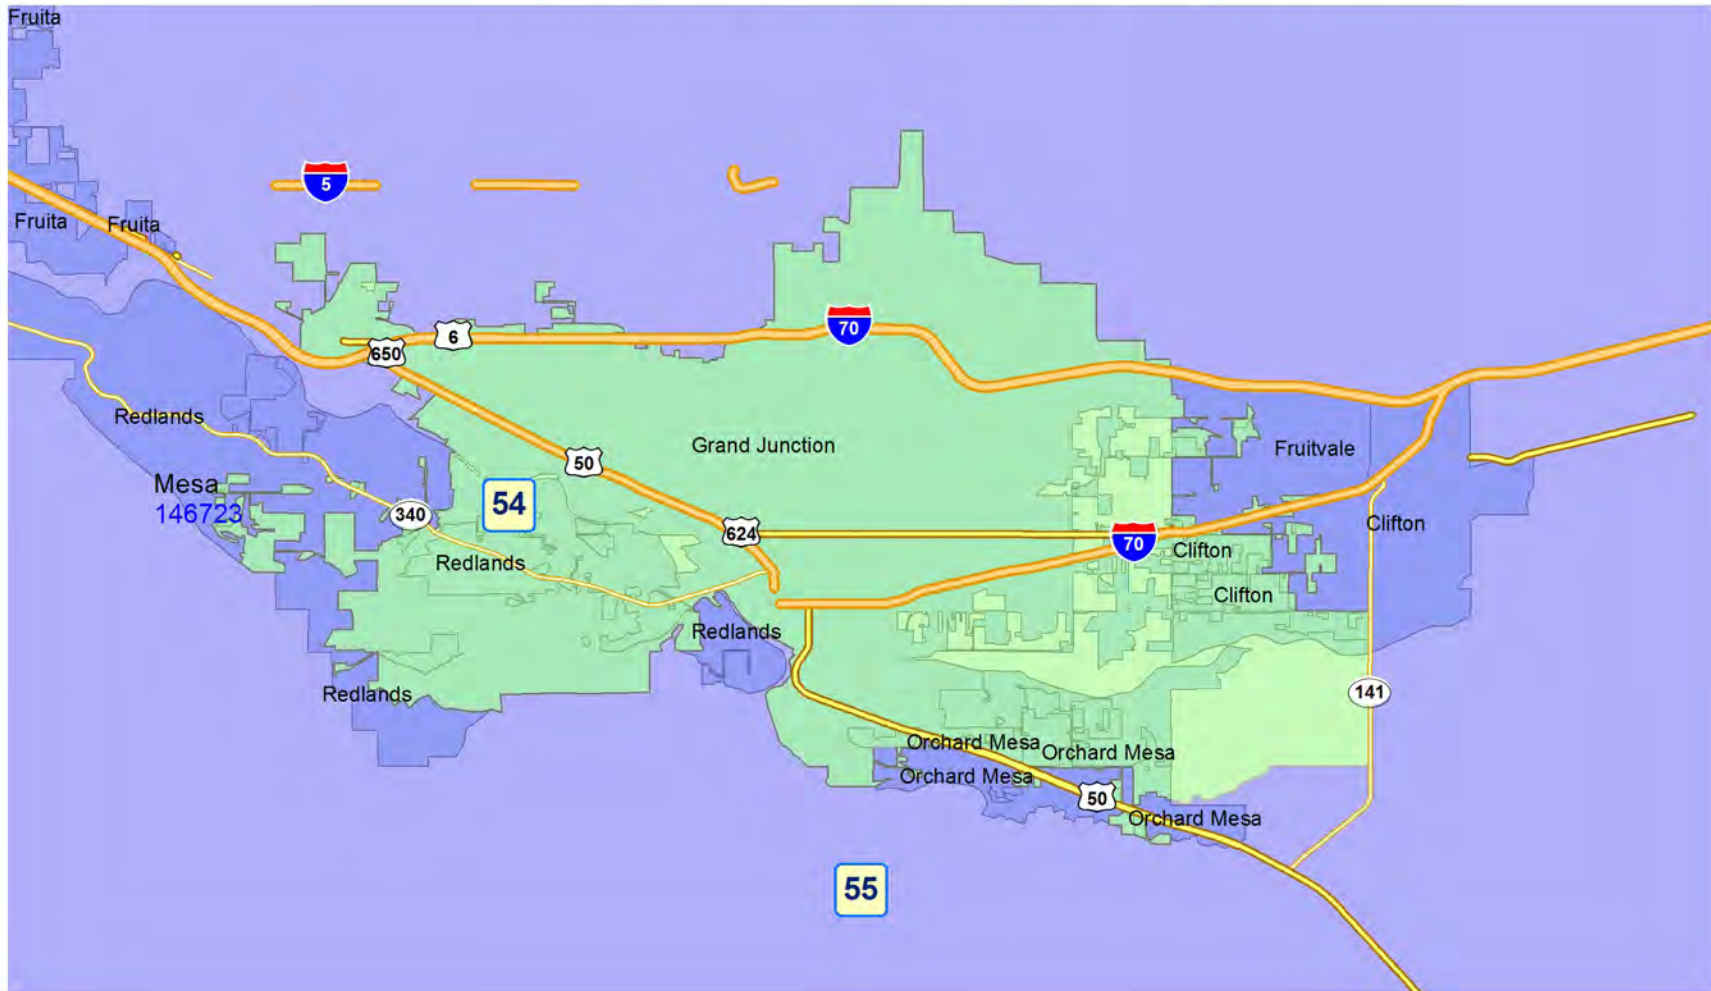 Fruita
5
Fruita
Fruita
70
6
650
Redlands
Grand Junction
Fruitvale
50
Mesa
146723
54
340
624
Clifton
70
Clifton
Redlands
Clifton
Redlands
Redlands
141
Orchard Mesa
Orchard Mesa
Orchard Mesa
50
Orchard Mesa
55